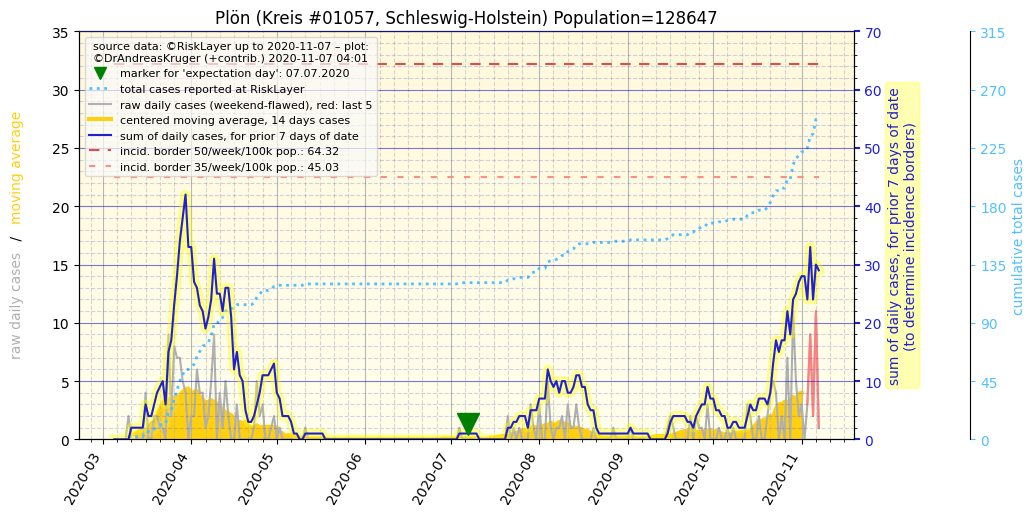 Plön (Kreis #01057, Schleswig-Holstein) Population=128647
source data: ©RiskLayer up to 2020-11-07 – plot:
©DrAndreasKruger (+contrib.) 2020-11-07 04:01
marker for 'expectation day': 07.07.2020
total cases reported at RiskLayer
raw daily cases (weekend-flawed), red: last 5
centered moving average, 14 days cases
sum of daily cases, for prior 7 days of date
incid. border 50/week/100k pop.: 64.32
incid. border 35/week/100k pop.: 45.03
raw daily cases / moving average
35
30
25
20
15
10
5
0
2020-03
2020-04
2020-05
2020-06
2020-07
2020-08
2020-09
2020-10
2020-11
70
60
50
40
30
20
10
0
sum of daily cases, for prior 7 days of date
(to determine incidence borders)
315
270
225
180
135
90
45
0
cumulative total cases